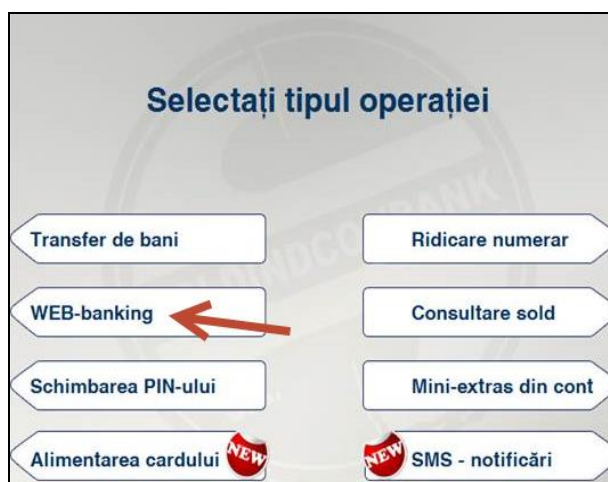 Selectați tipul operației
Transfer de bani
Ridicare numerar
WEB-banking
Consultare sold
Schimbarea PIN-ului
Mini-extras din cont
Alimentarea cardului
NEW
NEW
SMS - notificări